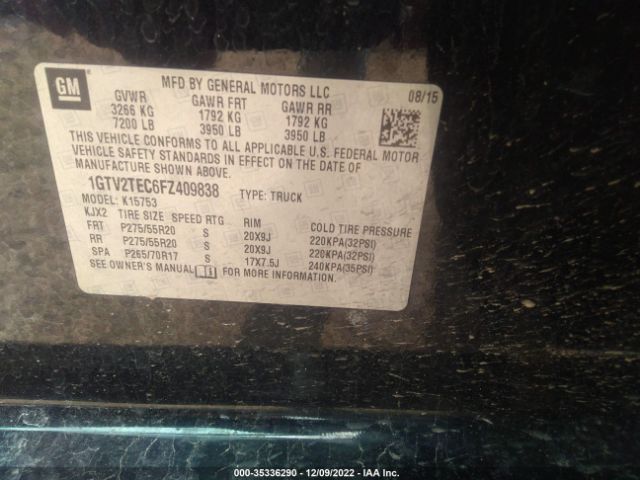 GM
MFD BY GENERAL MOTORS LLC
08/15
GVWR GAWR FRT GAWR RR
3266 KG 1792 KG 1792 KG
7200 LB 3950 LB 3950 LB
THIS VEHICLE CONFORMS TO ALL APPLICABLE U.S. FEDERAL MOTOR
VEHICLE SAFETY STANDARDS IN EFFECT ON THE DATE OF
MANUFACTURE SHOWN ABOVE.
1GTV2TEC6FZ409838 TYPE: TRUCK
MODEL: K15753
KJX2 TIRE SIZE SPEED RTG RIM COLD TIRE PRESSURE
FRT P275/55R20 S 20X9J 220KPA(32PSI)
RR P275/55R20 S 20X9J 220KPA(32PSI)
SPA P265/70R17 S 17X7.5J 240KPA(35PSI)
SEE OWNER'S MANUAL FOR MORE INFORMATION.
000-35336290 - 12/09/2022 - IAA Inc.